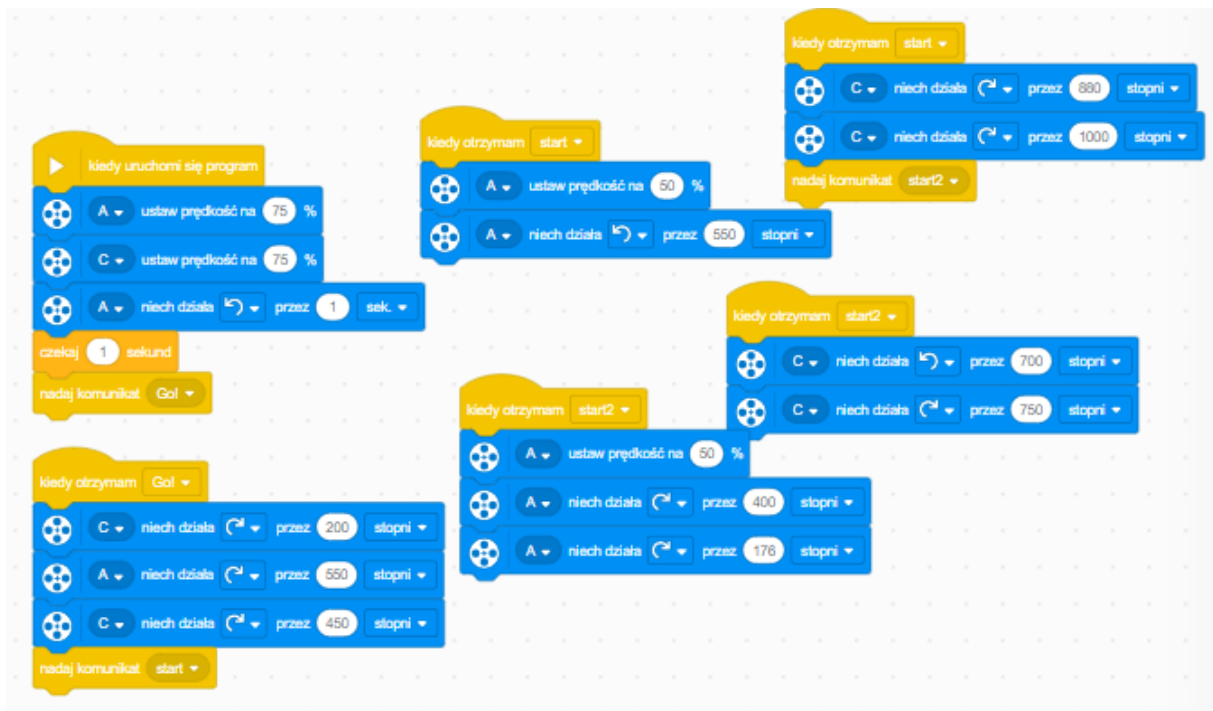 kiedy uruchomi się program
A ustaw prędkość na 75 %
C ustaw prędkość na 75 %
A niech działa przez 1 sek.
czekaj 1 sekund
nadaj komunikat Go!
kiedy otrzymam Go!
C niech działa przez 200 stopni
A niech działa przez 550 stopni
C niech działa przez 450 stopni
nadaj komunikat start
kiedy otrzymam start
A ustaw prędkość na 50 %
A niech działa przez 550 stopni
kiedy otrzymam start
C niech działa przez 880 stopni
C niech działa przez 1000 stopni
nadaj komunikat start2
kiedy otrzymam start2
C niech działa przez 700 stopni
C niech działa przez 750 stopni
kiedy otrzymam start2
A ustaw prędkość na 50 %
A niech działa przez 400 stopni
A niech działa przez 176 stopni